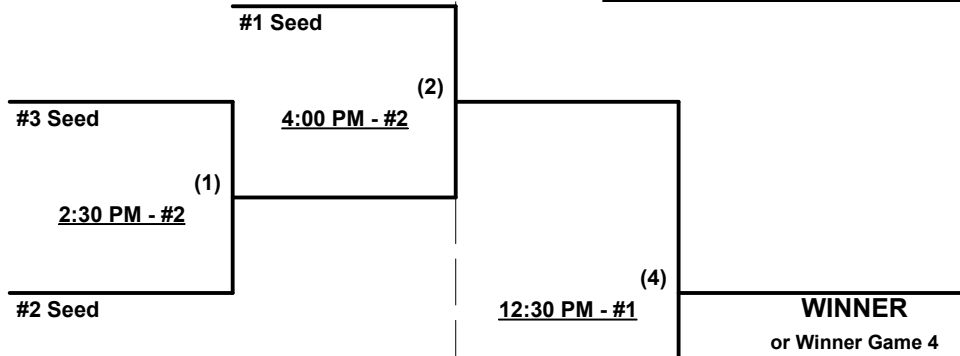 #1 Seed
(2)
#3 Seed
4:00 PM - #2
(1)
2:30 PM - #2
(4)
#2 Seed
12:30 PM - #1
WINNER
or Winner Game 4